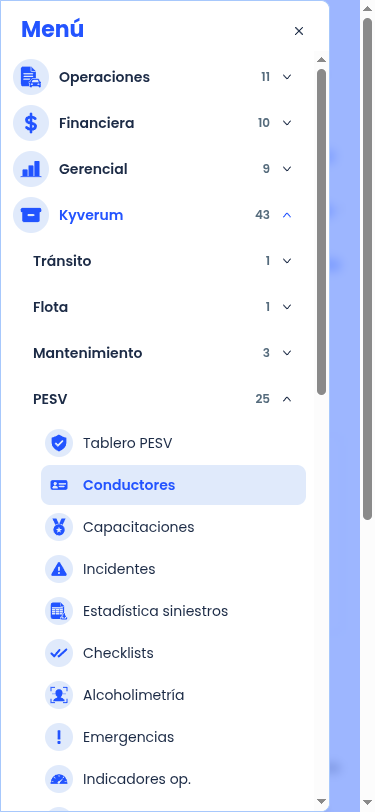 Menú
Operaciones 11
Financiera 10
Gerencial 9
Kyverum 43
Tránsito 1
Flota 1
Mantenimiento 3
PESV 25
Tablero PESV
Conductores
Capacitaciones
Incidentes
Estadística siniestros
Checklists
Alcoholimetría
Emergencias
Indicadores op.